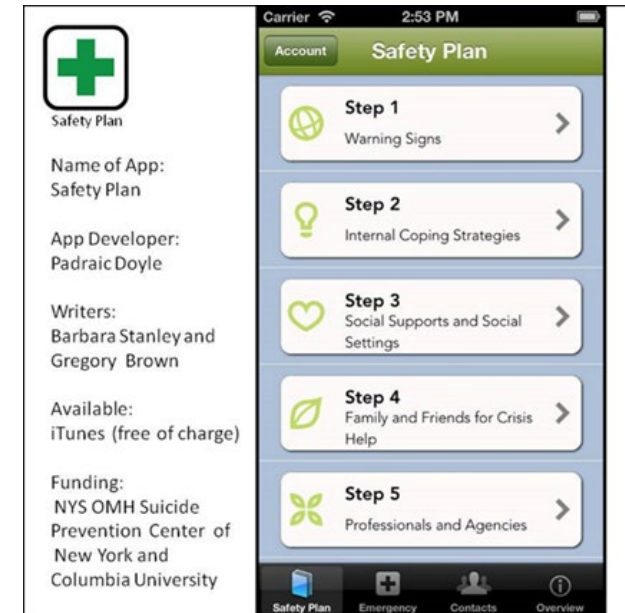 Safety Plan
Name of App:
Safety Plan
App Developer:
Padraic Doyle
Writers:
Barbara Stanley and
Gregory Brown
Available:
iTunes (free of charge)
Funding:
NYS OMH Suicide
Prevention Center of
New York and
Columbia University
Carrier 2:53 PM
Account Safety Plan
Step 1
Warning Signs
Step 2
Internal Coping Strategies
Step 3
Social Supports and Social
Settings
Step 4
Family and Friends for Crisis
Help
Step 5
Professionals and Agencies
Safety Plan Emergency Contacts Overview